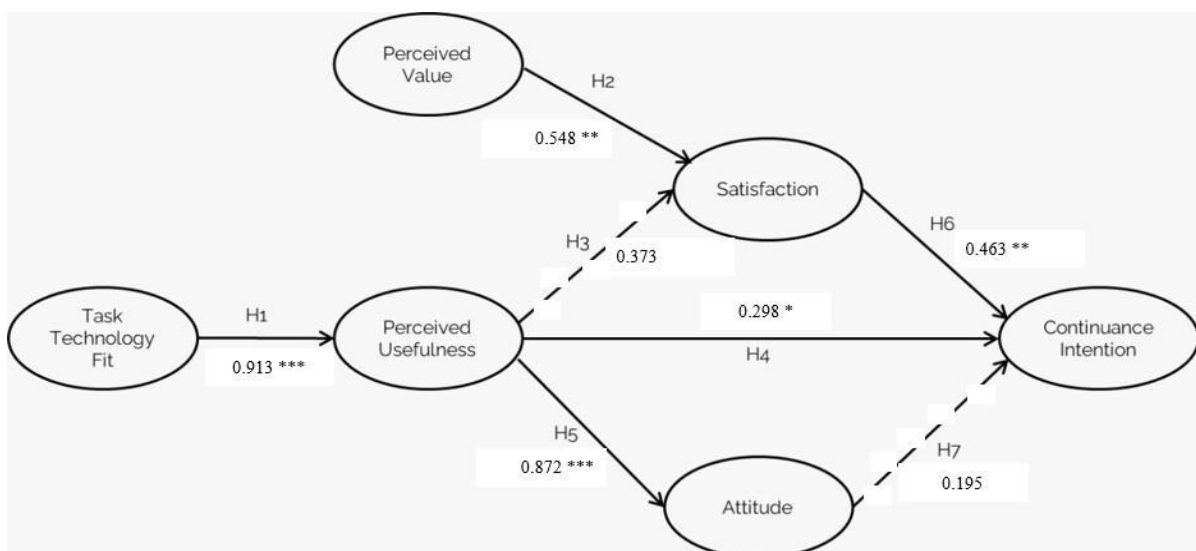 Perceived
Value
H2
0.548 **
Satisfaction
H3
0.373
H6
0.463 **
Task
Technology
Fit
H1
0.913 ***
Perceived
Usefulness
0.298 *
H4
Continuance
Intention
H5
0.872 ***
Attitude
H7
0.195